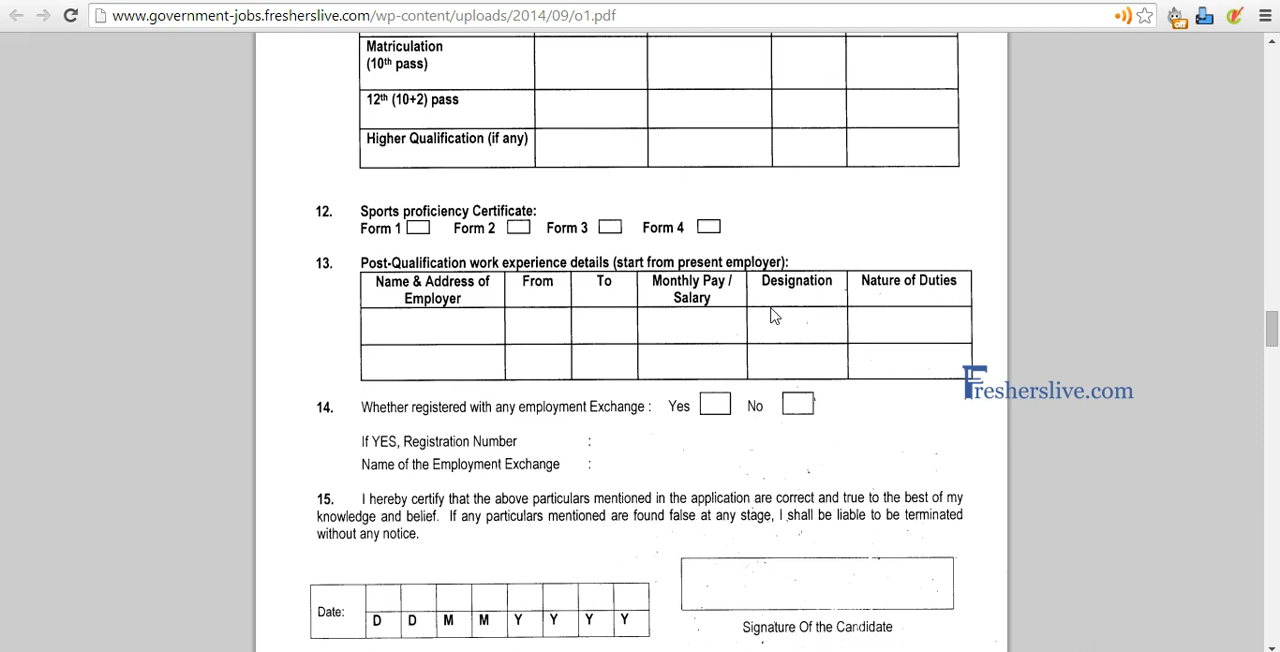 www.government-jobs.fresherslive.com/wp-content/uploads/2014/09/o1.pdf
off
Matriculation
(10th pass)
12th (10+2) pass
Higher Qualification (if any)
12. Sports proficiency Certificate:
Form 1 Form 2 Form 3 Form 4
13. Post-Qualification work experience details (start from present employer):
Name & Address of Employer From To Monthly Pay / Salary Designation Nature of Duties
Fresherslive.com
14. Whether registered with any employment Exchange : Yes No
If YES, Registration Number :
Name of the Employment Exchange :
15. I hereby certify that the above particulars mentioned in the application are correct and true to the best of my
knowledge and belief. If any particulars mentioned are found false at any stage, I shall be liable to be terminated
without any notice.
Date:
D D M M Y Y Y Y
Signature Of the Candidate